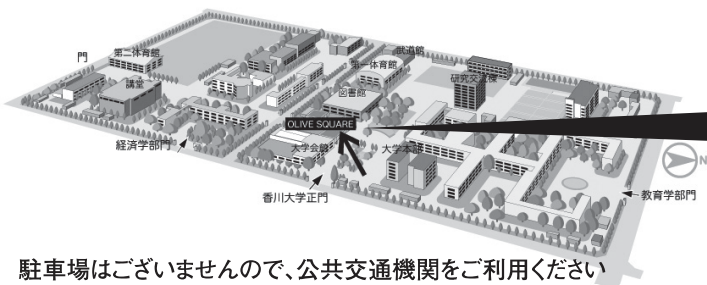 武道館
門
第二体育館
第一体育館
研究交流棟
講堂
図書館
OLIVE SQUARE
経済学部門
大学会館
大学本部
N
香川大学正門
教育学部門
駐車場はございませんので、公共交通機関をご利用ください